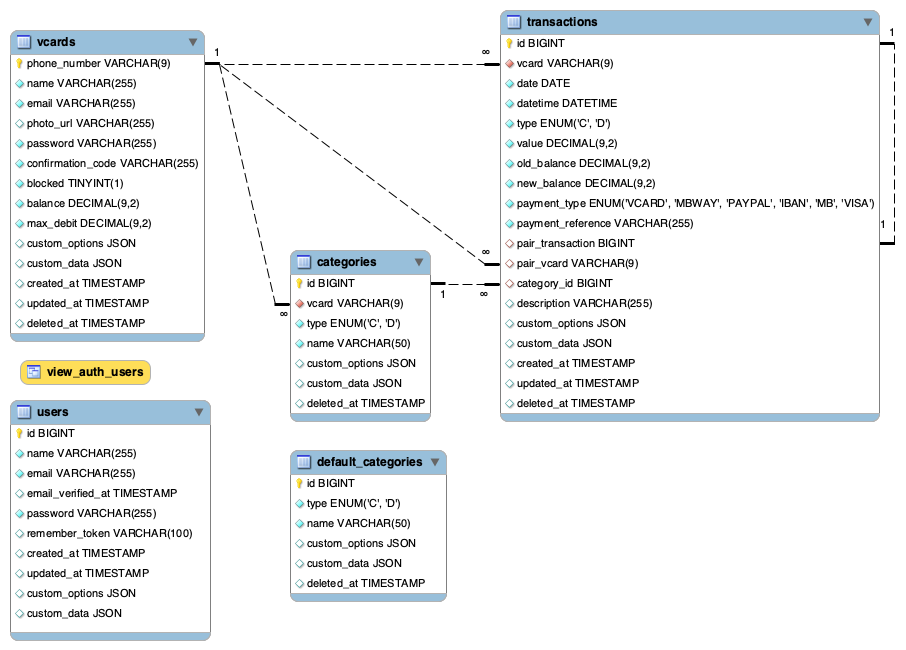 vcards
phone_number VARCHAR(9)
name VARCHAR(255)
email VARCHAR(255)
photo_url VARCHAR(255)
password VARCHAR(255)
confirmation_code VARCHAR(255)
blocked TINYINT(1)
balance DECIMAL(9,2)
max_debit DECIMAL(9,2)
custom_options JSON
custom_data JSON
created_at TIMESTAMP
updated_at TIMESTAMP
deleted_at TIMESTAMP
view_auth_users
users
id BIGINT
name VARCHAR(255)
email VARCHAR(255)
email_verified_at TIMESTAMP
password VARCHAR(255)
remember_token VARCHAR(100)
created_at TIMESTAMP
updated_at TIMESTAMP
custom_options JSON
custom_data JSON
1
∞
∞
∞
1
∞
categories
id BIGINT
vcard VARCHAR(9)
type ENUM('C', 'D')
name VARCHAR(50)
custom_options JSON
custom_data JSON
deleted_at TIMESTAMP
default_categories
id BIGINT
type ENUM('C', 'D')
name VARCHAR(50)
custom_options JSON
custom_data JSON
deleted_at TIMESTAMP
transactions
id BIGINT
vcard VARCHAR(9)
date DATE
datetime DATETIME
type ENUM('C', 'D')
value DECIMAL(9,2)
old_balance DECIMAL(9,2)
new_balance DECIMAL(9,2)
payment_type ENUM('VCARD', 'MBWAY', 'PAYPAL', 'IBAN', 'MB', 'VISA')
payment_reference VARCHAR(255)
pair_transaction BIGINT
pair_vcard VARCHAR(9)
category_id BIGINT
description VARCHAR(255)
custom_options JSON
custom_data JSON
created_at TIMESTAMP
updated_at TIMESTAMP
deleted_at TIMESTAMP
1
1